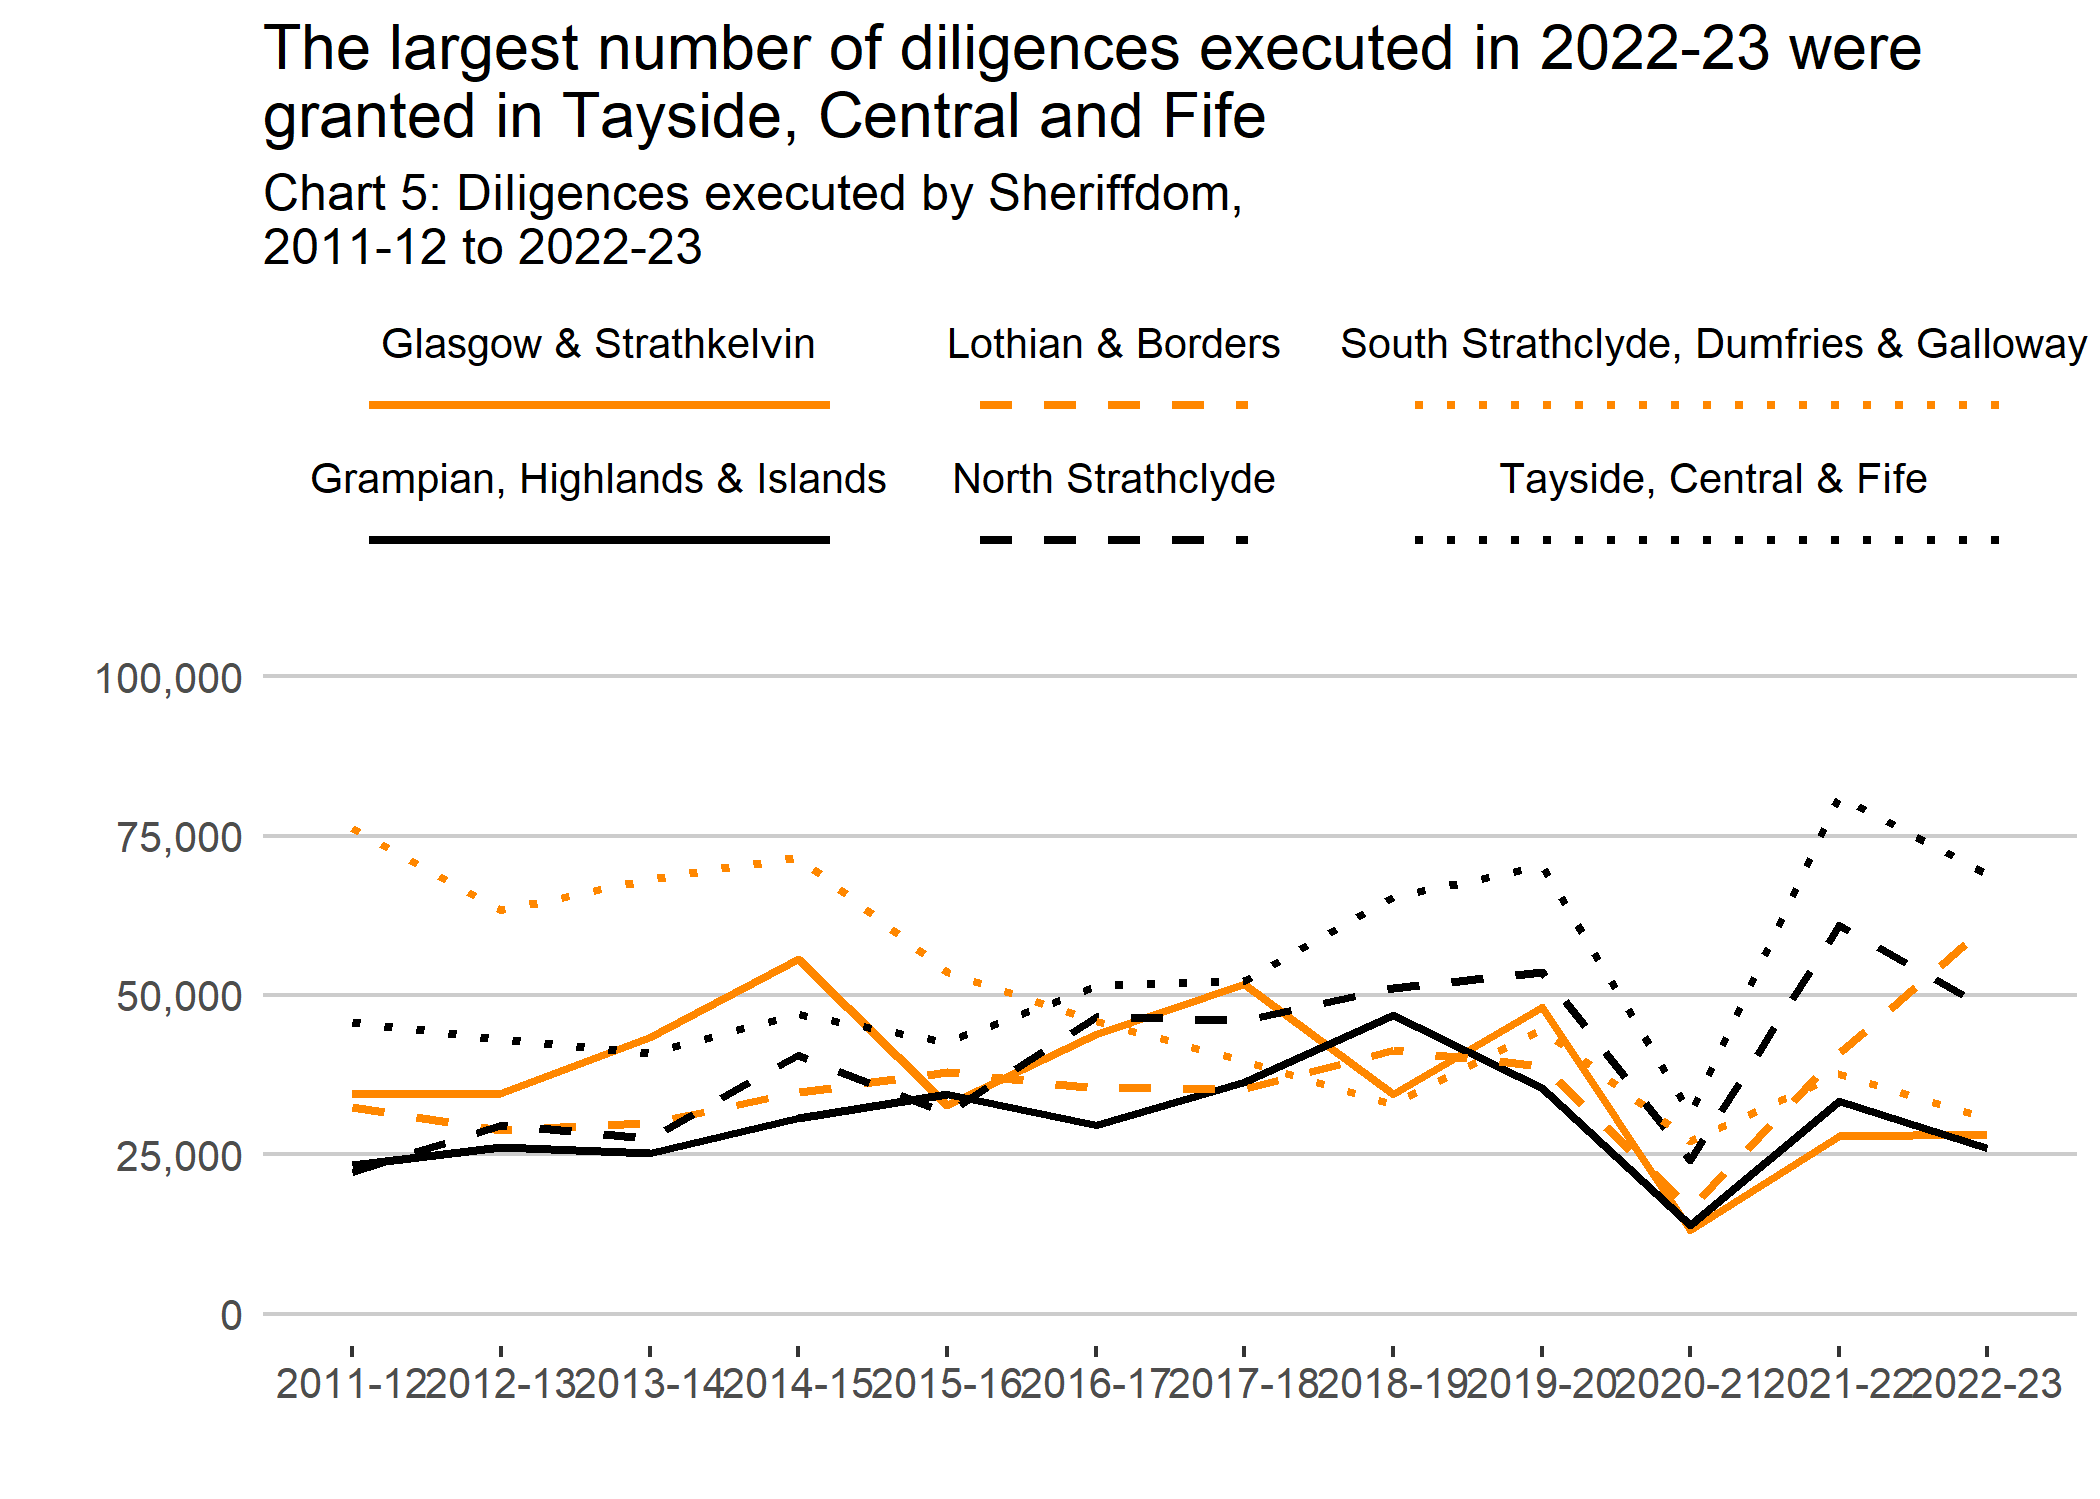 The largest number of diligences executed in 2022-23 were
granted in Tayside, Central and Fife
Chart 5: Diligences executed by Sheriffdom,
2011-12 to 2022-23
Glasgow & Strathkelvin
Lothian & Borders
South Strathclyde, Dumfries & Galloway
Grampian, Highlands & Islands
North Strathclyde
Tayside, Central & Fife
100,000
75,000
50,000
25,000
0
2011-12 2012-13 2013-14 2014-15 2015-16 2016-17 2017-18 2018-19 2019-20 2020-21 2021-22 2022-23